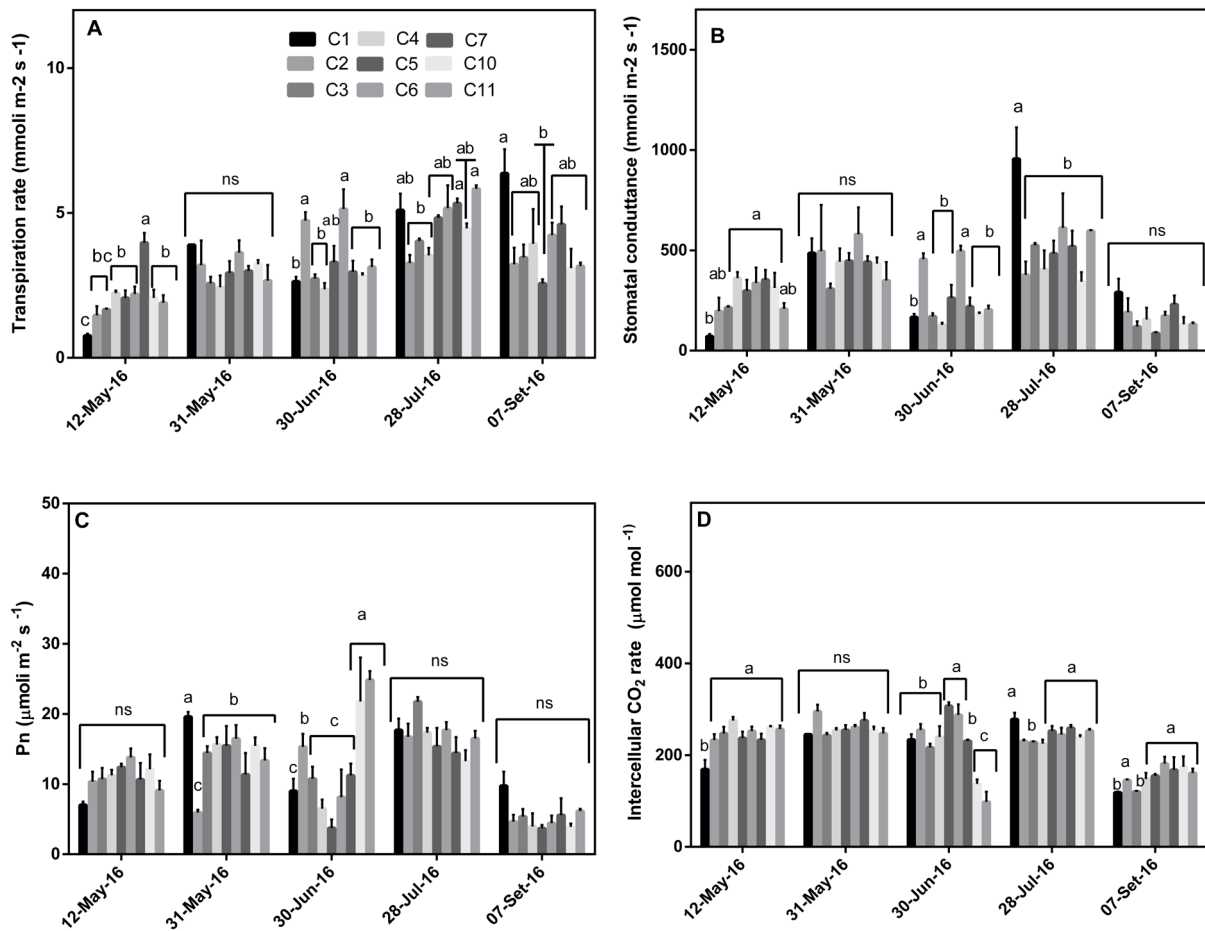 A
C1 C4 C7
C2 C5 C10
C3 C6 C11
Transpiration rate (mmoli m-2 s -1)
10
5
0
c bc b a b
ns
b a b ab a b
ab b ab a ab a
a ab b ab
12-May-16 31-May-16 30-Jun-16 28-Jul-16 07-Set-16
B
Stomatal conduttance (mmoli m-2 s -1)
1500
1000
500
0
b ab a ab
ns
b a b a b
a b
ns
12-May-16 31-May-16 30-Jun-16 28-Jul-16 07-Set-16
C
Pn (μmoli m-2 s -1)
50
40
30
20
10
0
ns
a c b
c b c a
ns
ns
12-May-16 31-May-16 30-Jun-16 28-Jul-16 07-Set-16
D
Intercellular CO2 rate (μmol mol -1)
600
400
200
0
b a
ns
b a b c
a b b a
b a b a
12-May-16 31-May-16 30-Jun-16 28-Jul-16 07-Set-16